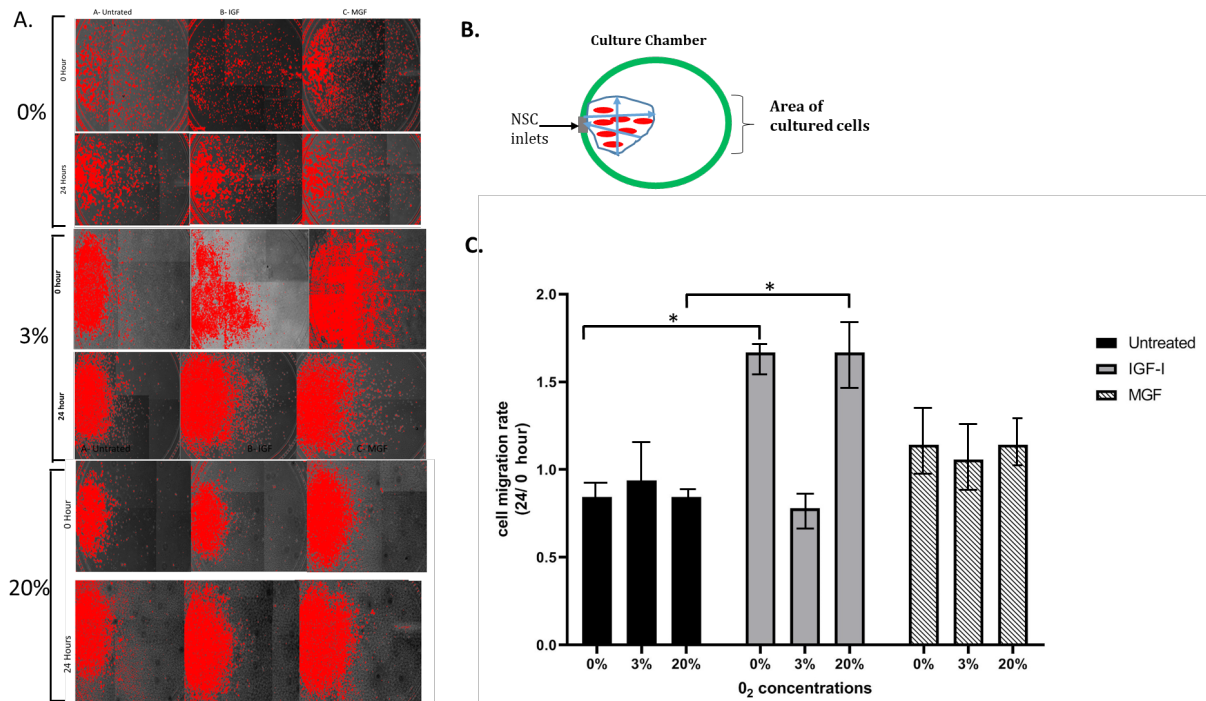 A.
A- Untreated B- IGF C- MGF
0 Hour
0%
24 Hours
0 hour
3%
24 hour
A- Untrated B- IGF C- MGF
0 Hour
20%
24 Hours
B.
Culture Chamber
NSC
inlets
Area of
cultured cells
C.
cell migration rate
(24/ 0 hour)
2.0
1.5
1.0
0.5
0.0
*
*
0% 3% 20% 0% 3% 20% 0% 3% 20%
0₂ concentrations
Untreated
IGF-I
MGF